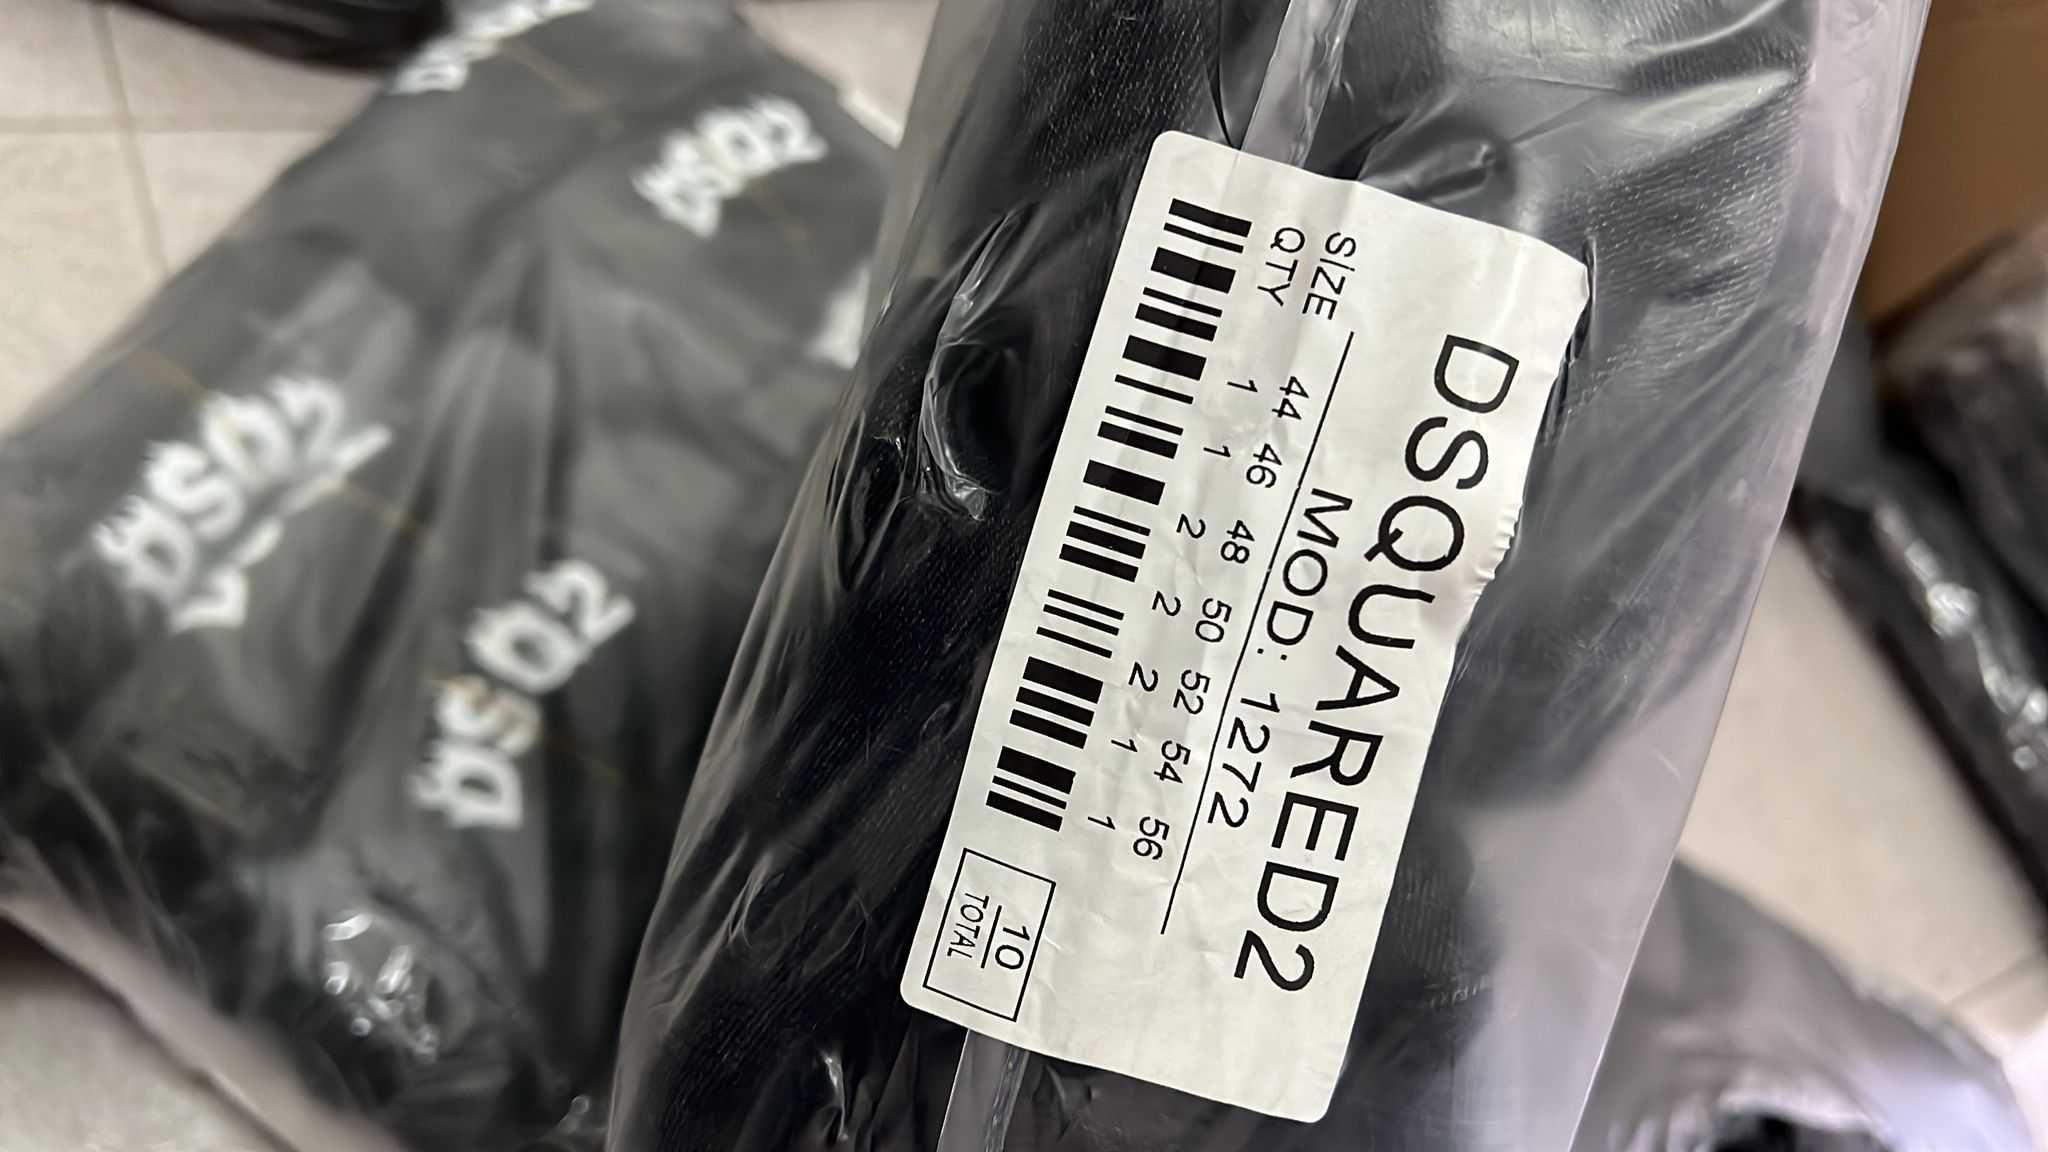 DSQUARED2
MOD: 1272
SIZE 44 46 48 50 52 54 56
QTY 1 1 2 2 2 1 1
10
TOTAL
DSQ2
DSQ2
DSQ2